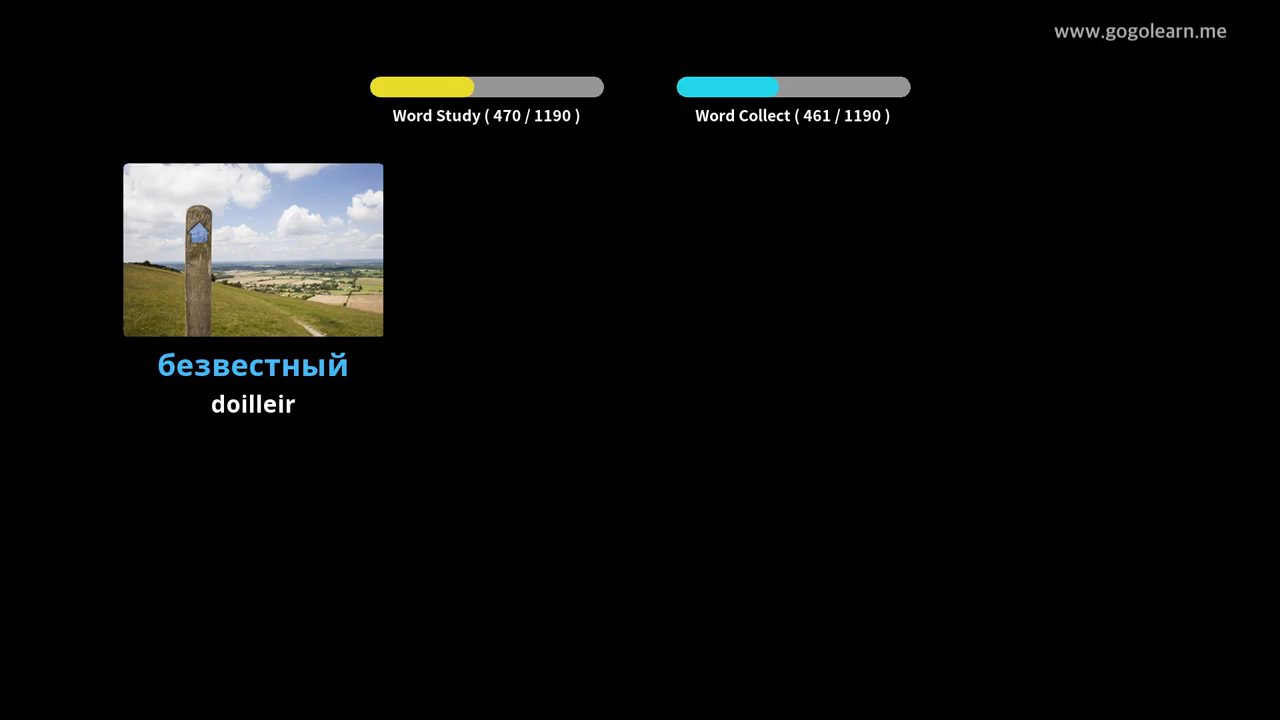 www.gogolearn.me
Word Study ( 470 / 1190 )
Word Collect ( 461 / 1190 )
безвестный
doilleir